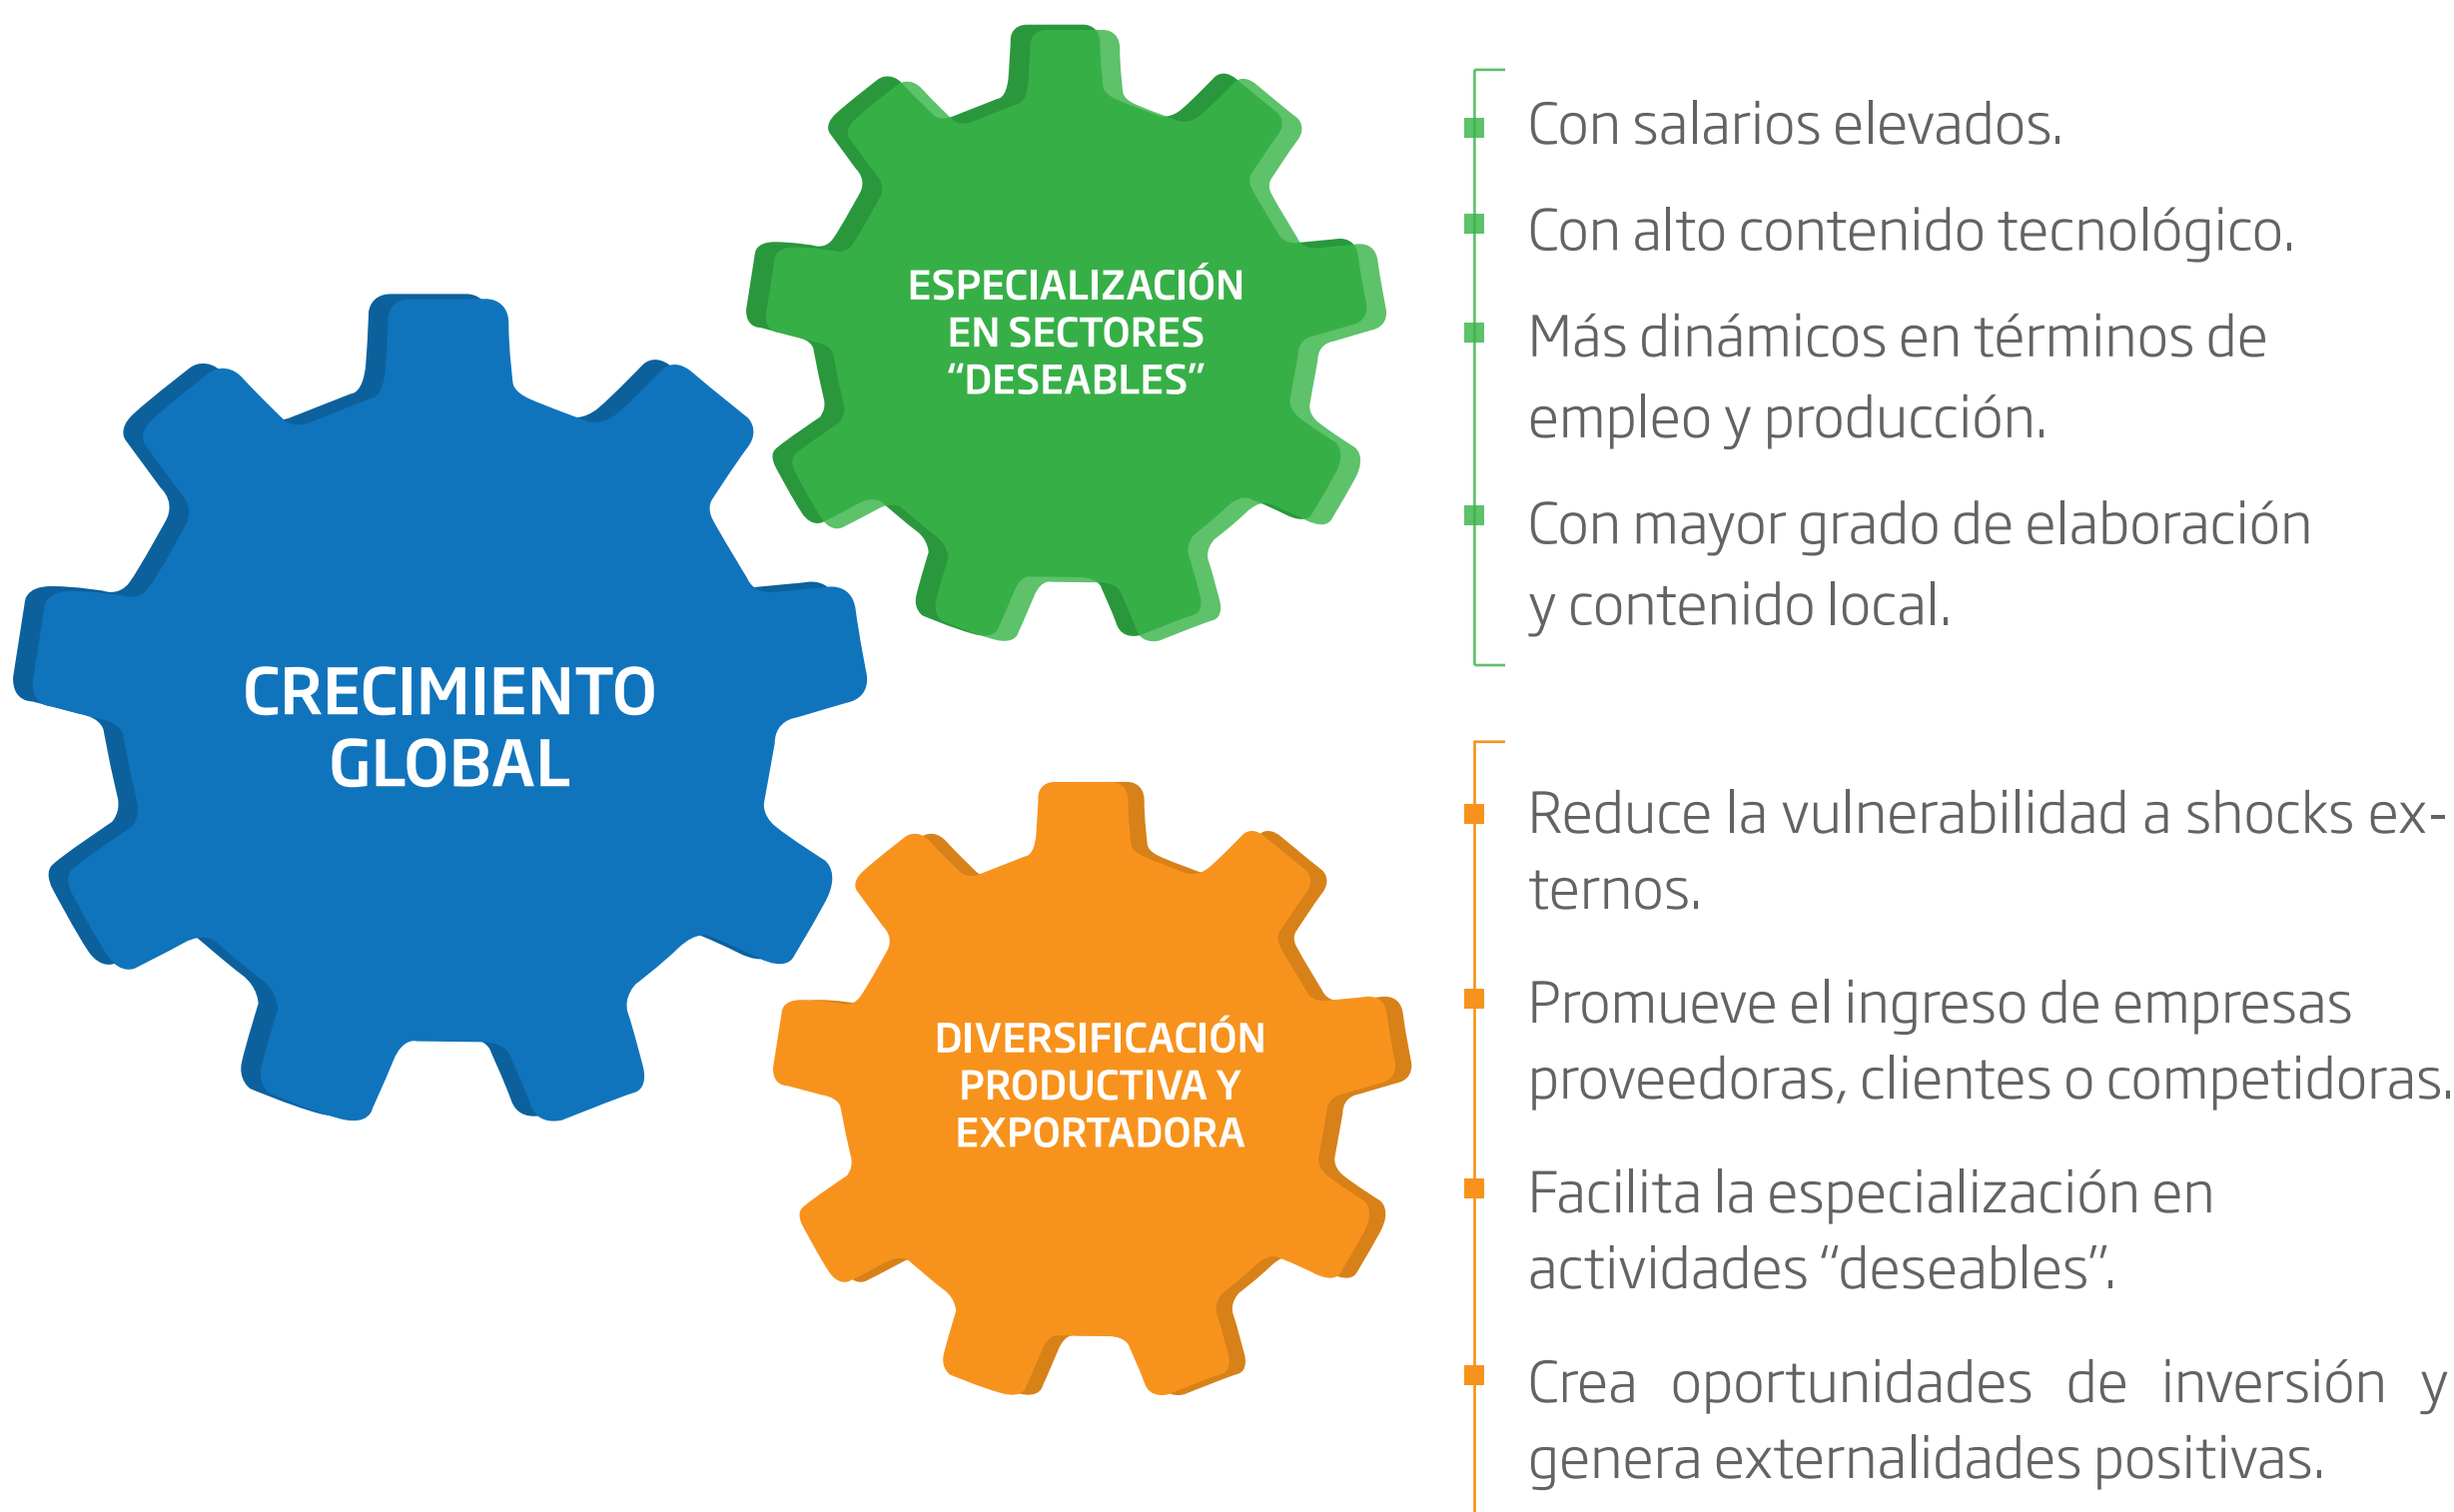 CRECIMIENTO
GLOBAL
ESPECIALIZACIÓN
EN SECTORES
“DESEABLES”
Con salarios elevados.
Con alto contenido tecnológico.
Más dinámicos en términos de
empleo y producción.
Con mayor grado de elaboración
y contenido local.
DIVERSIFICACIÓN
PRODUCTIVA Y
EXPORTADORA
Reduce la vulnerabilidad a shocks ex-
ternos.
Promueve el ingreso de empresas
proveedoras, clientes o competidoras.
Facilita la especialización en
actividades “deseables”.
Crea oportunidades de inversión y
genera externalidades positivas.